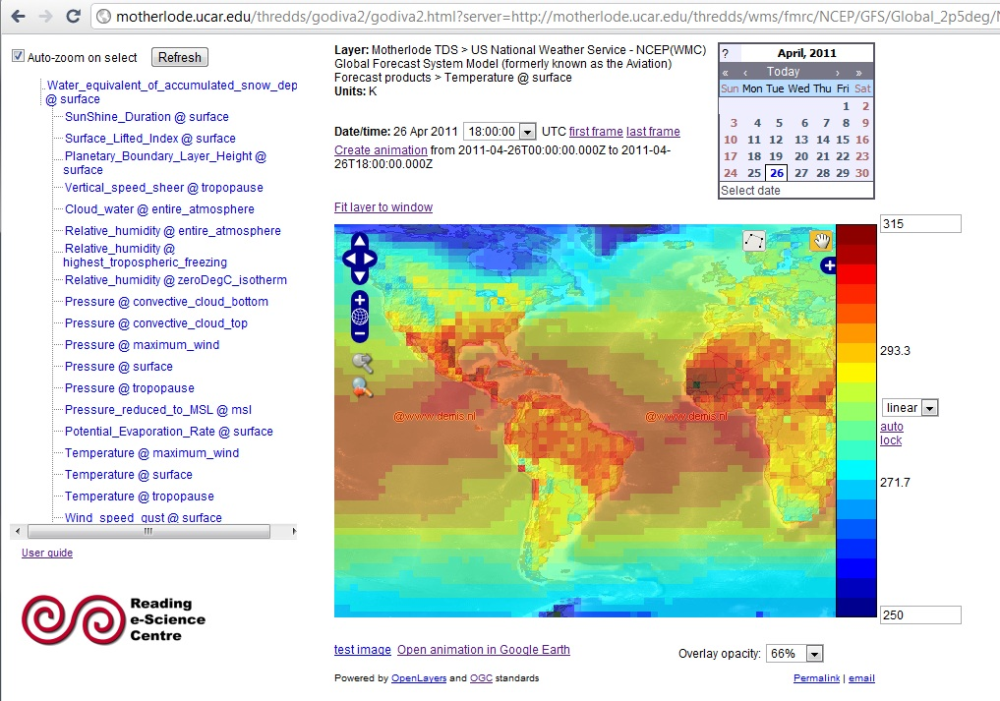 motherlode.ucar.edu/thredds/godiva2/godiva2.html?server=http://motherlode.ucar.edu/thredds/wms/fmrc/NCEP/GFS/Global_2p5deg/N
Auto-zoom on select Refresh
Water_equivalent_of_accumulated_snow_dep
@ surface
SunShine_Duration @ surface
Surface_Lifted_Index @ surface
Planetary_Boundary_Layer_Height @
surface
Vertical_speed_sheer @ tropopause
Cloud_water @ entire_atmosphere
Relative_humidity @ entire_atmosphere
Relative_humidity @
highest_tropospheric_freezing
Relative_humidity @ zeroDegC_isotherm
Pressure @ convective_cloud_bottom
Pressure @ convective_cloud_top
Pressure @ maximum_wind
Pressure @ surface
Pressure @ tropopause
Pressure_reduced_to_MSL @ msl
Potential_Evaporation_Rate @ surface
Temperature @ maximum_wind
Temperature @ surface
Temperature @ tropopause
Wind_speed_gust @ surface
User guide
Reading
e-Science
Centre
Layer: Motherlode TDS > US National Weather Service - NCEP(WMC)
Global Forecast System Model (formerly known as the Aviation)
Forecast products > Temperature @ surface
Units: K
Date/time: 26 Apr 2011 18:00:00 UTC first frame last frame
Create animation from 2011-04-26T00:00:00.000Z to 2011-04-
26T18:00:00.000Z
Fit layer to window
? April, 2011
« ‹ Today › »
Sun Mon Tue Wed Thu Fri Sat
1 2
3 4 5 6 7 8 9
10 11 12 13 14 15 16
17 18 19 20 21 22 23
24 25 26 27 28 29 30
Select date
315
293.3
linear
auto
lock
271.7
250
@www.demis.nl @www.demis.nl
test image Open animation in Google Earth Overlay opacity: 66%
Powered by OpenLayers and OGC standards Permalink | email